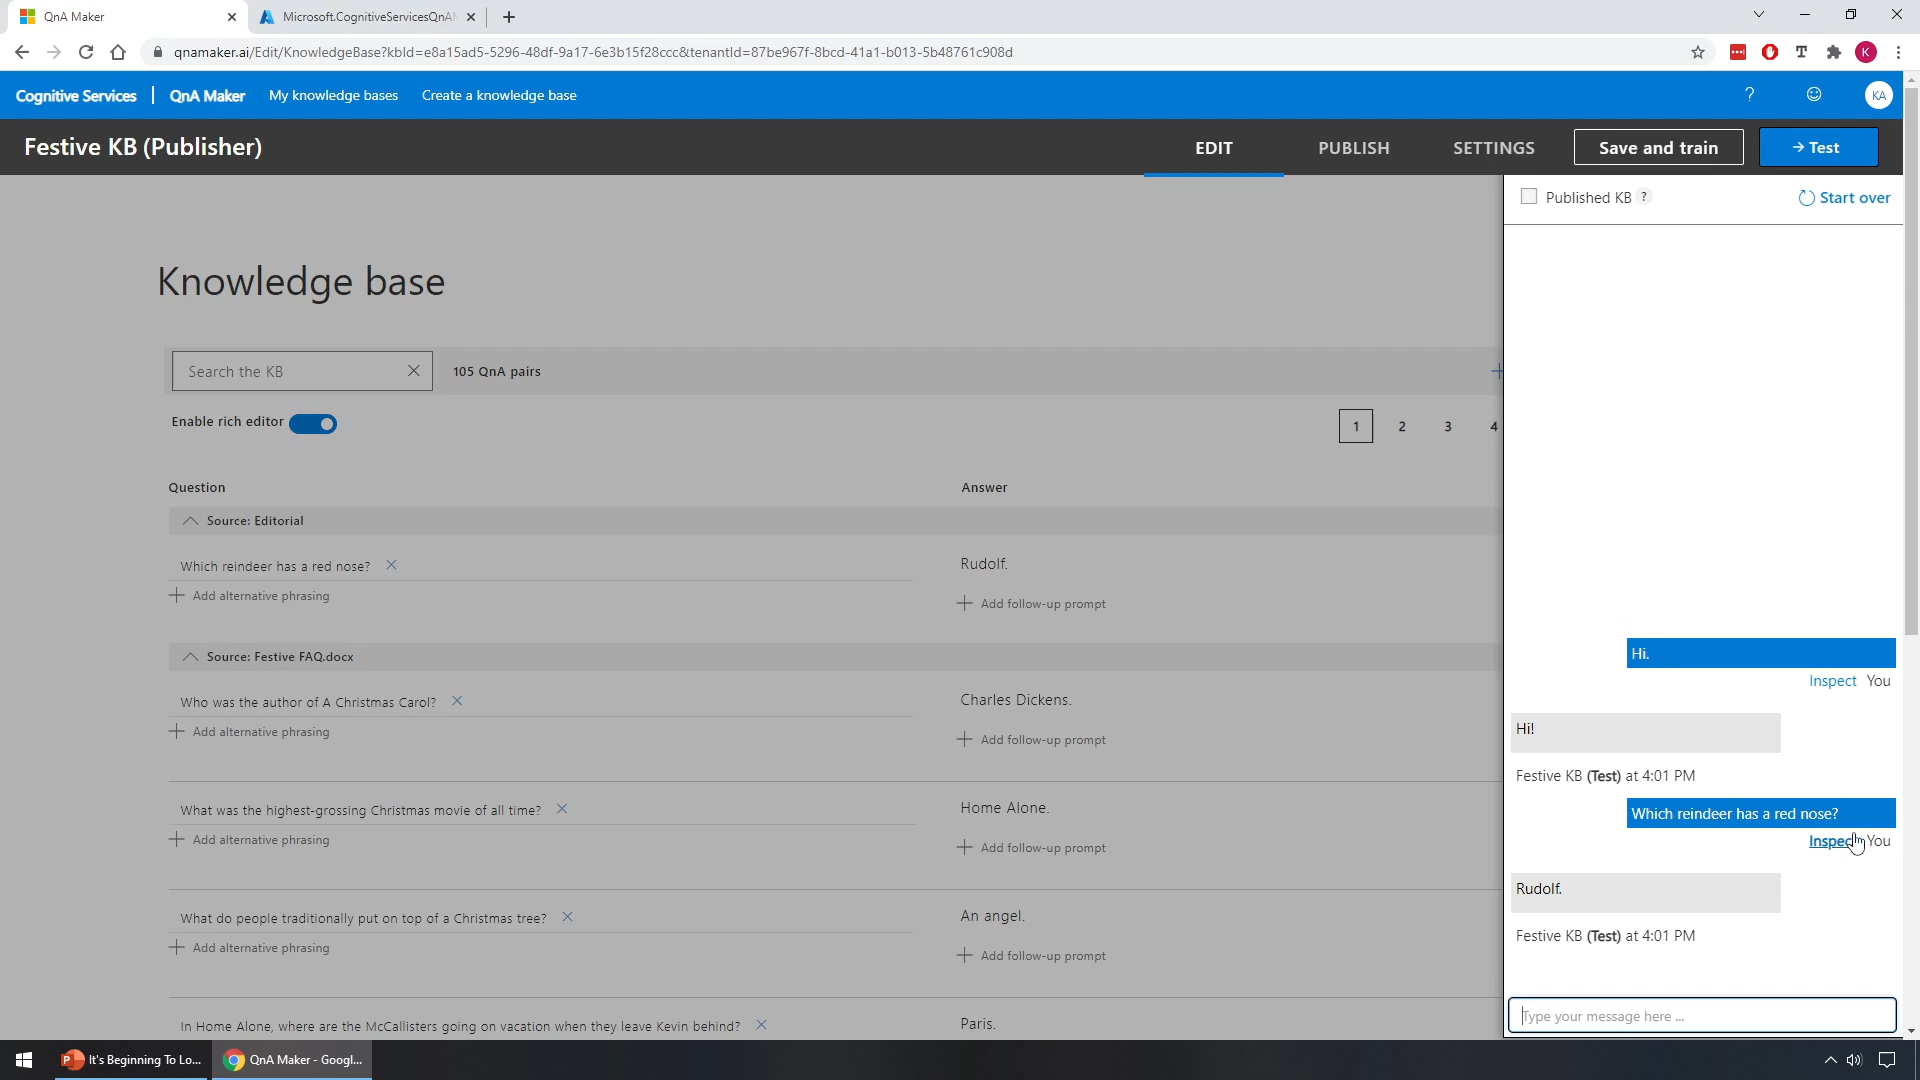 QnA Maker
Microsoft.CognitiveServicesQnA
qnamaker.ai/Edit/KnowledgeBase?kbId=e8a15ad5-5296-48df-9a17-6e3b15f28ccc&tenantId=87be967f-8bcd-41a1-b013-5b48761c908d
K
Cognitive Services | QnA Maker My knowledge bases Create a knowledge base ? KA
Festive KB (Publisher) EDIT PUBLISH SETTINGS Save and train → Test
Published KB ? Start over
Knowledge base
Search the KB 105 QnA pairs
Enable rich editor 1 2 3 4
Question Answer
Source: Editorial
Which reindeer has a red nose? Rudolf.
Add alternative phrasing Add follow-up prompt
Source: Festive FAQ.docx
Who was the author of A Christmas Carol? Charles Dickens.
Add alternative phrasing Add follow-up prompt
What was the highest-grossing Christmas movie of all time? Home Alone.
Add alternative phrasing Add follow-up prompt
What do people traditionally put on top of a Christmas tree? An angel.
Add alternative phrasing Add follow-up prompt
In Home Alone, where are the McCallisters going on vacation when they leave Kevin behind? Paris.
Hi.
Inspect You
Hi!
Festive KB (Test) at 4:01 PM
Which reindeer has a red nose?
Inspect You
Rudolf.
Festive KB (Test) at 4:01 PM
Type your message here ...
It's Beginning To Lo... QnA Maker - Googl...